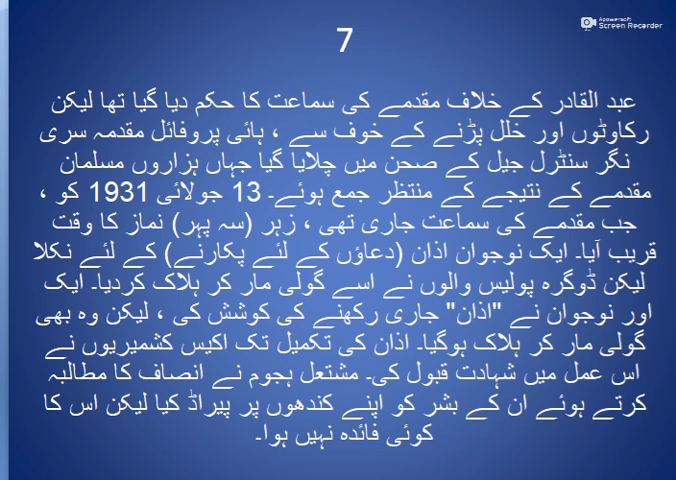 Apowersoft
Screen Recorder
7
عبد القادر کے خلاف مقدمے کی سماعت کا حکم دیا گیا تھا لیکن
رکاوٹوں اور خلل پڑنے کے خوف سے ، ہائی پروفائل مقدمہ سری
نگر سنٹرل جیل کے صحن میں چلایا گیا جہاں ہزاروں مسلمان
مقدمے کے نتیجے کے منتظر جمع ہوئے۔ 13 جولائی 1931 کو ،
جب مقدمے کی سماعت جاری تھی ، زہر (سہ پہر) نماز کا وقت
قریب آیا۔ ایک نوجوان اذان (دعاؤں کے لئے پکارنے) کے لئے نکلا
لیکن ڈوگرہ پولیس والوں نے اسے گولی مار کر ہلاک کردیا۔ ایک
اور نوجوان نے "اذان" جاری رکھنے کی کوشش کی ، لیکن وہ بھی
گولی مار کر ہلاک ہوگیا۔ اذان کی تکمیل تک اکیس کشمیریوں نے
اس عمل میں شہادت قبول کی۔ مشتعل ہجوم نے انصاف کا مطالبہ
کرتے ہوئے ان کے بشر کو اپنے کندھوں پر پیراڈ کیا لیکن اس کا
کوئی فائدہ نہیں ہوا۔